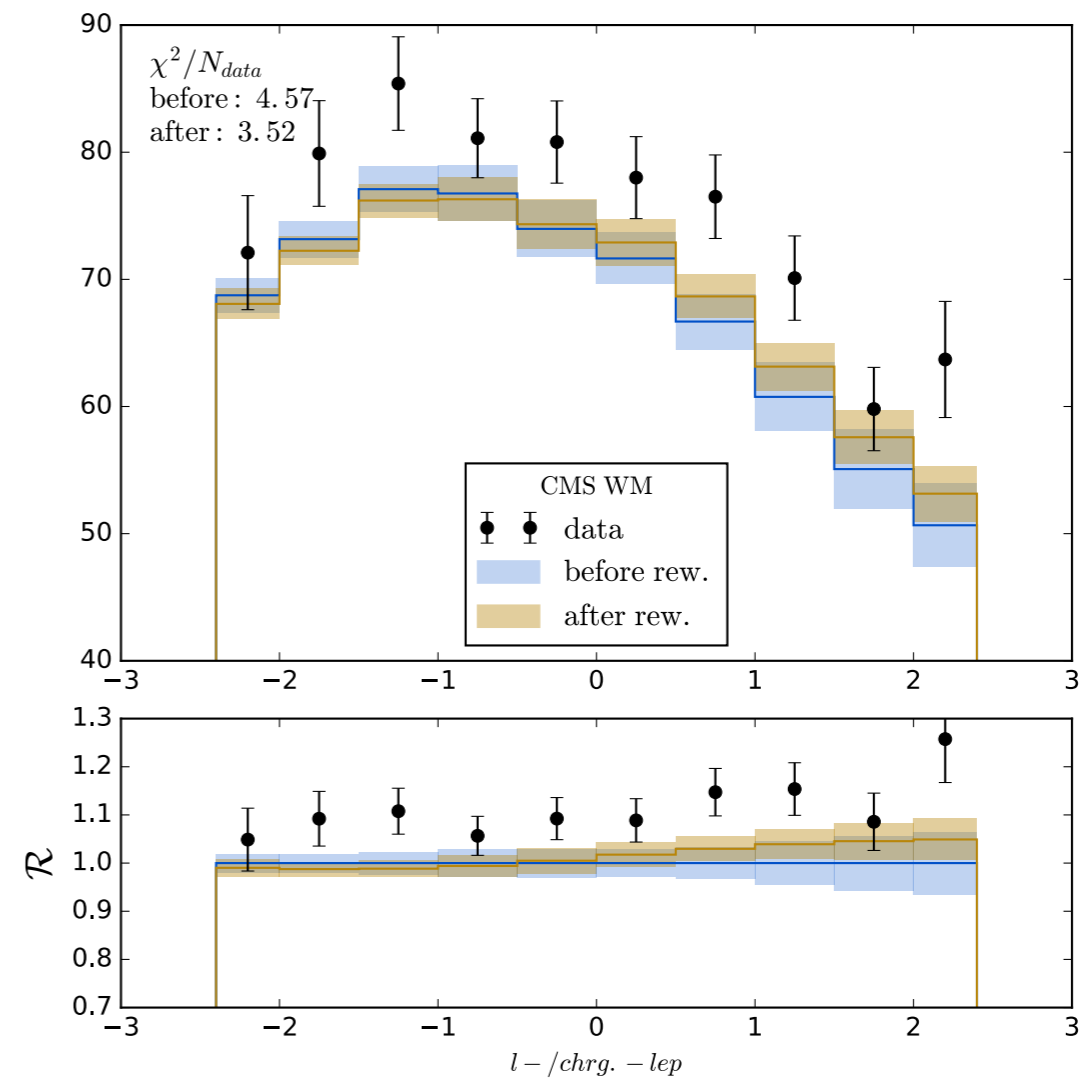 90
χ²/N_data
before: 4.57
after: 3.52
80
70
60
50
40
CMS WM
data
before rew.
after rew.
−3 −2 −1 0 1 2 3
1.3
1.2
1.1
1.0
0.9
0.8
0.7
ℛ
−3 −2 −1 0 1 2 3
l − /chrg. − lep